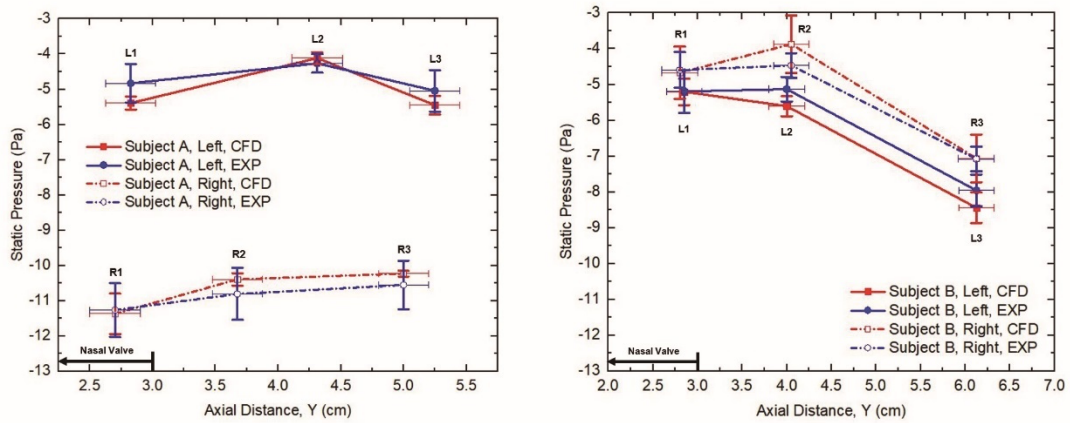 -3
-4
-5
-6
-7
-8
-9
-10
-11
-12
-13
Static Pressure (Pa)
L1
L2
L3
Subject A, Left, CFD
Subject A, Left, EXP
Subject A, Right, CFD
Subject A, Right, EXP
R1
R2
R3
Nasal Valve
2.5 3.0 3.5 4.0 4.5 5.0 5.5
Axial Distance, Y (cm)
-3
-4
-5
-6
-7
-8
-9
-10
-11
-12
-13
Static Pressure (Pa)
R1
R2
L1
L2
R3
L3
Subject B, Left, CFD
Subject B, Left, EXP
Subject B, Right, CFD
Subject B, Right, EXP
Nasal Valve
2.0 2.5 3.0 3.5 4.0 4.5 5.0 5.5 6.0 6.5 7.0
Axial Distance, Y (cm)